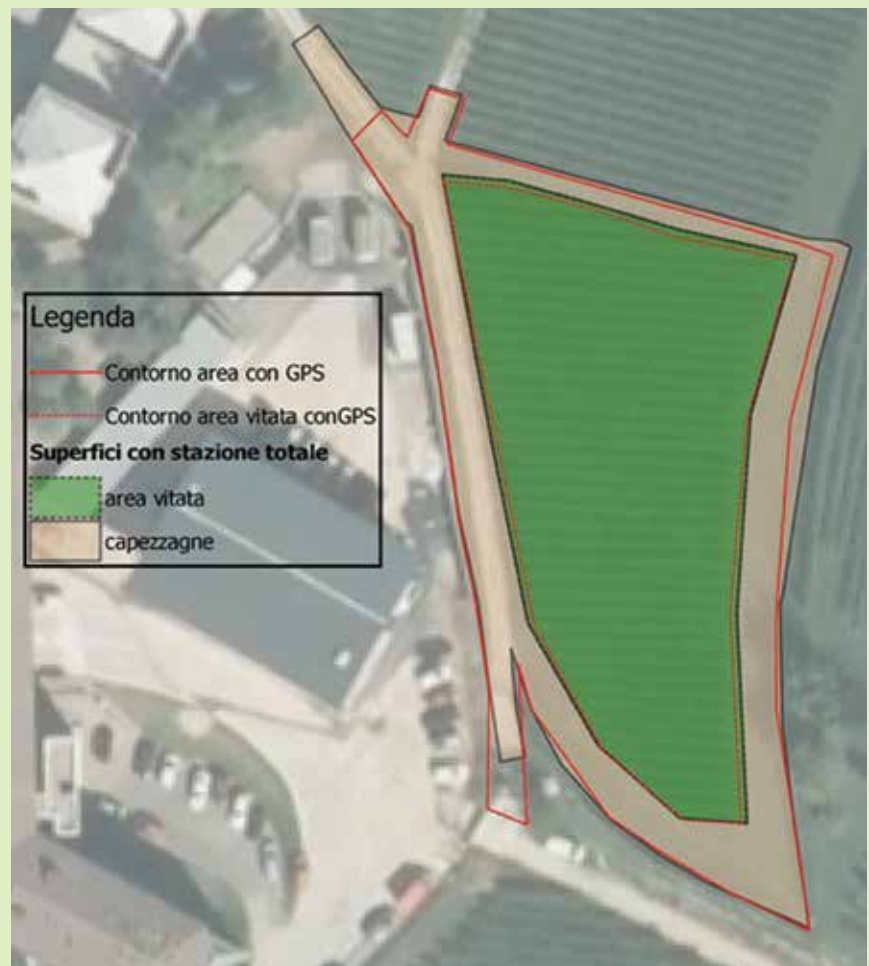 Legenda
Contorno area con GPS
Contorno area vitata conGPS
Superfici con stazione totale
area vitata
capezzagne